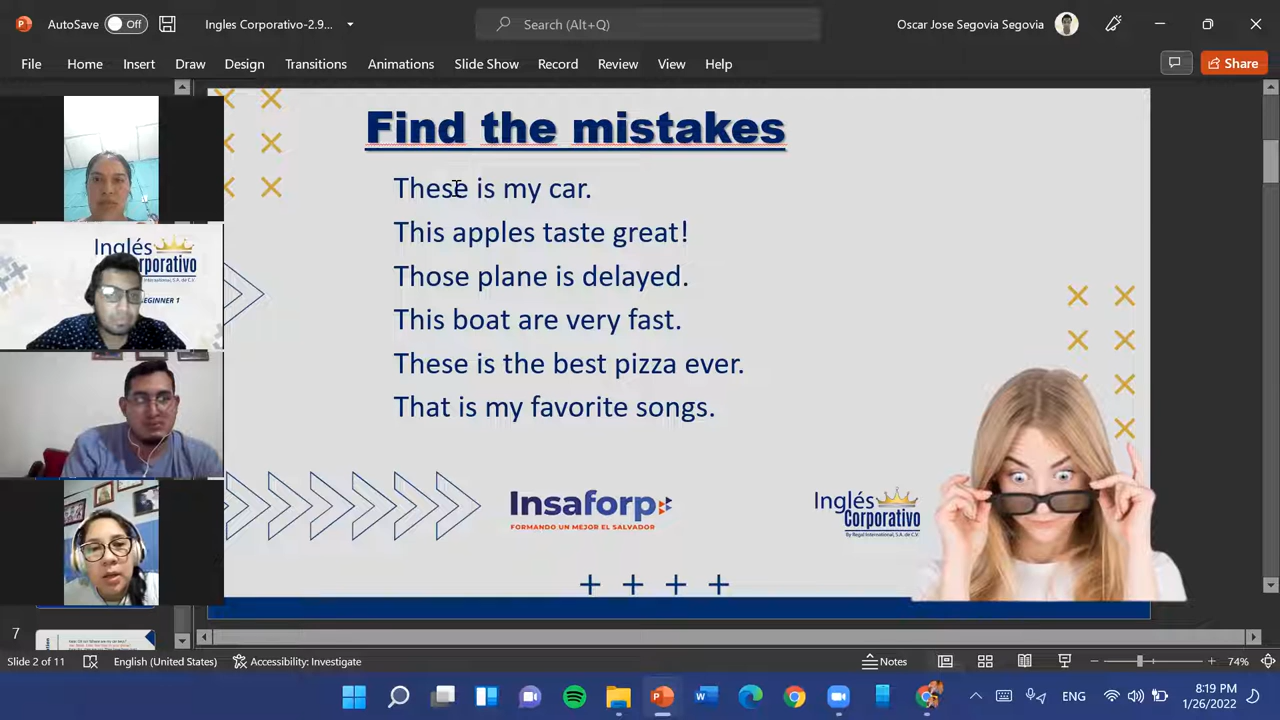 AutoSave Off Ingles Corporativo-2.9... Search (Alt+Q) Oscar Jose Segovia Segovia
File Home Insert Draw Design Transitions Animations Slide Show Record Review View Help Share
Find the mistakes
These is my car.
This apples taste great!
Those plane is delayed.
This boat are very fast.
These is the best pizza ever.
That is my favorite songs.
Inglés
rporativo
EGINNER 1
Insaforp
FORMANDO UN MEJOR EL SALVADOR
Inglés
Corporativo
By Regal International, S.A. de C.V.
7
Slide 2 of 11 English (United States) Accessibility: Investigate Notes 74%
ENG 8:19 PM
1/26/2022